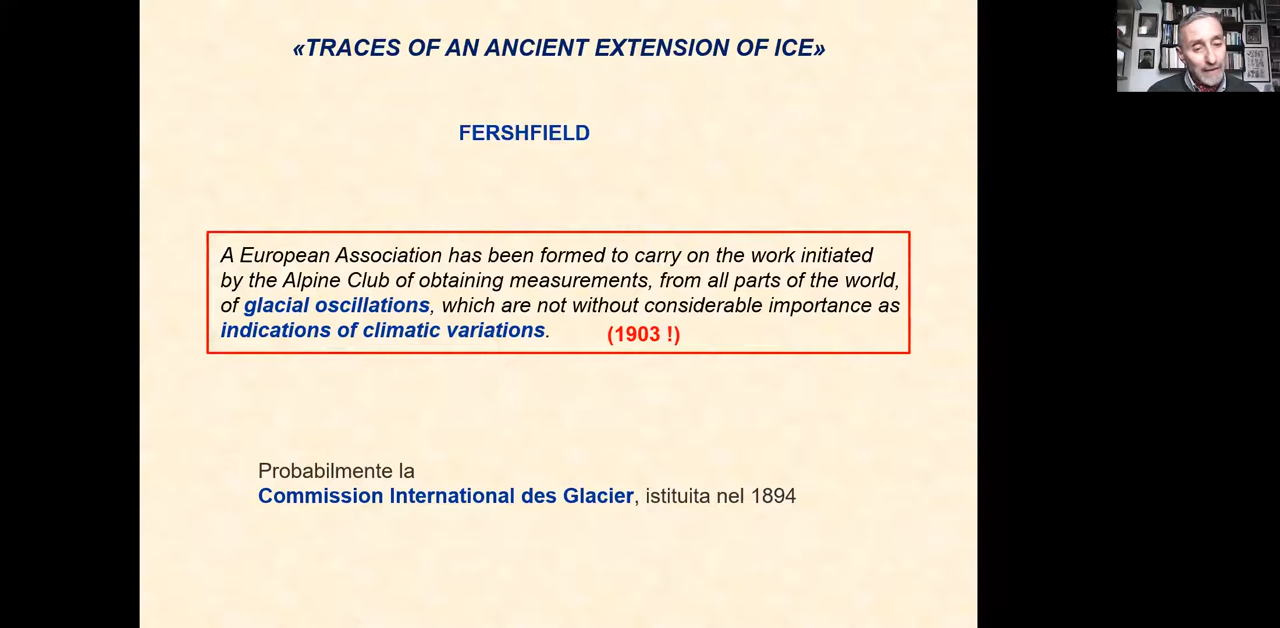 «TRACES OF AN ANCIENT EXTENSION OF ICE»
FERSHFIELD
A European Association has been formed to carry on the work initiated
by the Alpine Club of obtaining measurements, from all parts of the world,
of glacial oscillations, which are not without considerable importance as
indications of climatic variations. (1903 !)
Probabilmente la
Commission International des Glacier, istituita nel 1894